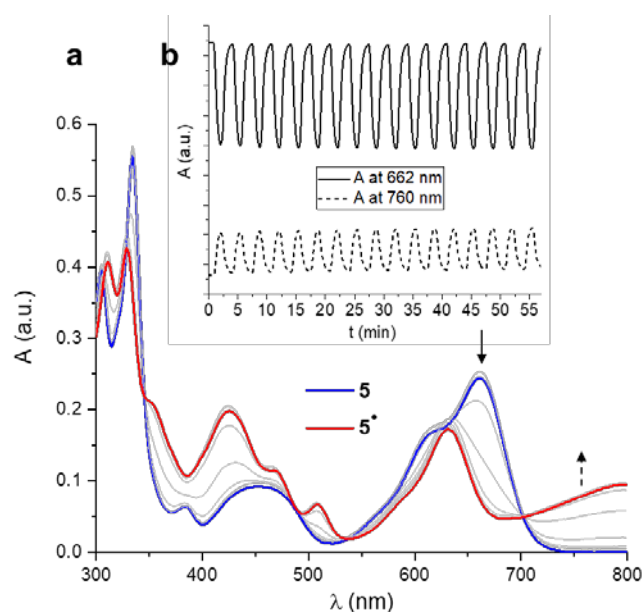 a
b
A (a.u.)
A at 662 nm
A at 760 nm
0 5 10 15 20 25 30 35 40 45 50 55
t (min)
0.6
0.5
0.4
0.3
0.2
0.1
0.0
A (a.u.)
5
5•
300 400 500 600 700 800
λ (nm)